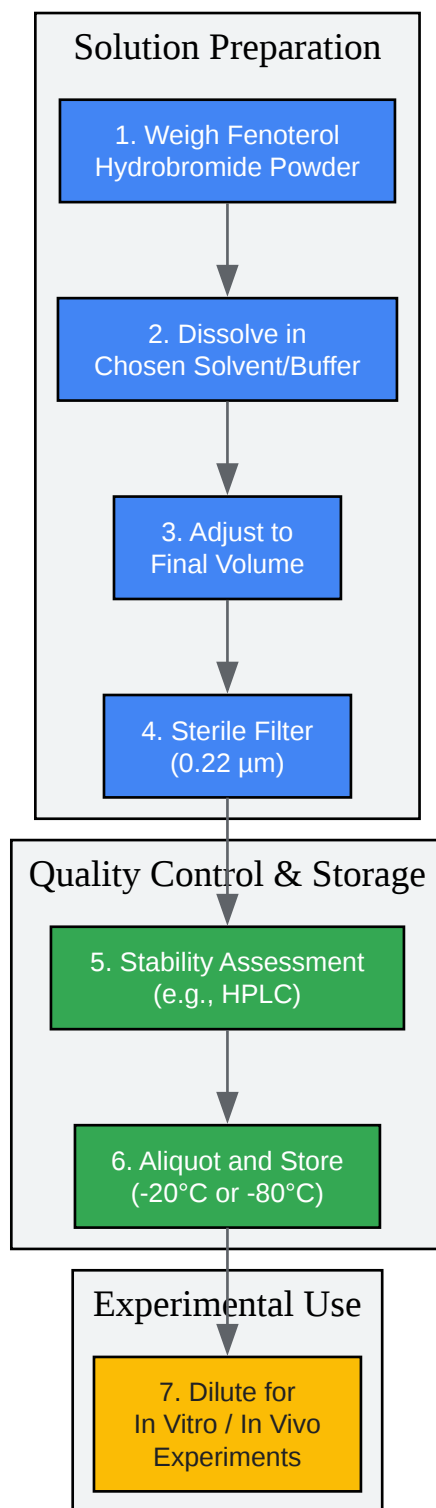 Solution Preparation
1. Weigh Fenoterol
Hydrobromide Powder
2. Dissolve in
Chosen Solvent/Buffer
3. Adjust to
Final Volume
4. Sterile Filter
(0.22 µm)
Quality Control & Storage
5. Stability Assessment
(e.g., HPLC)
6. Aliquot and Store
(-20°C or -80°C)
Experimental Use
7. Dilute for
In Vitro / In Vivo
Experiments